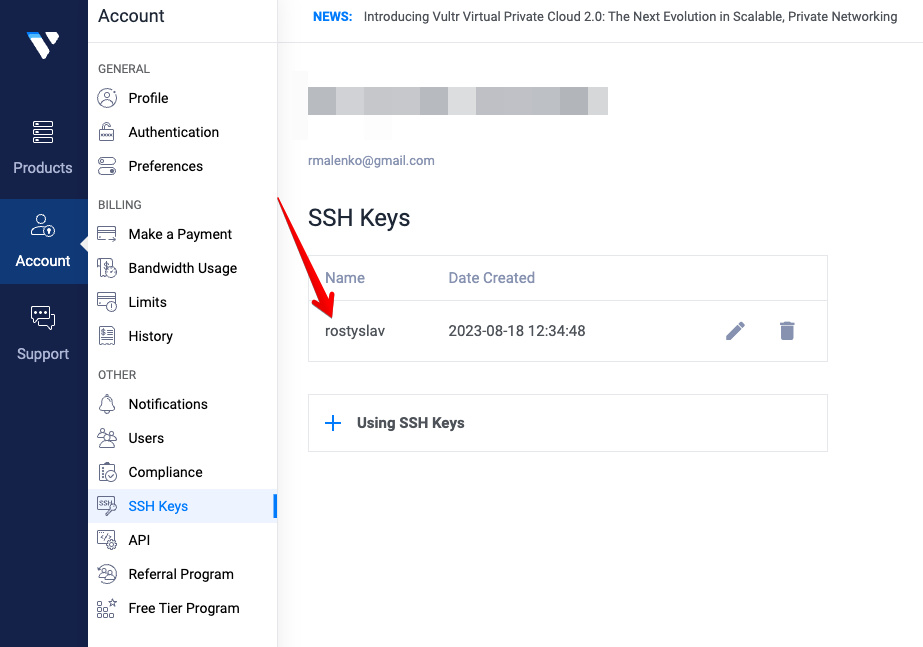 Account
NEWS: Introducing Vultr Virtual Private Cloud 2.0: The Next Evolution in Scalable, Private Networking
Products
Account
Support
GENERAL
Profile
Authentication
Preferences
BILLING
Make a Payment
Bandwidth Usage
Limits
History
OTHER
Notifications
Users
Compliance
SSH Keys
API
Referral Program
Free Tier Program
rmalenko@gmail.com
SSH Keys
Name Date Created
rostyslav 2023-08-18 12:34:48
Using SSH Keys